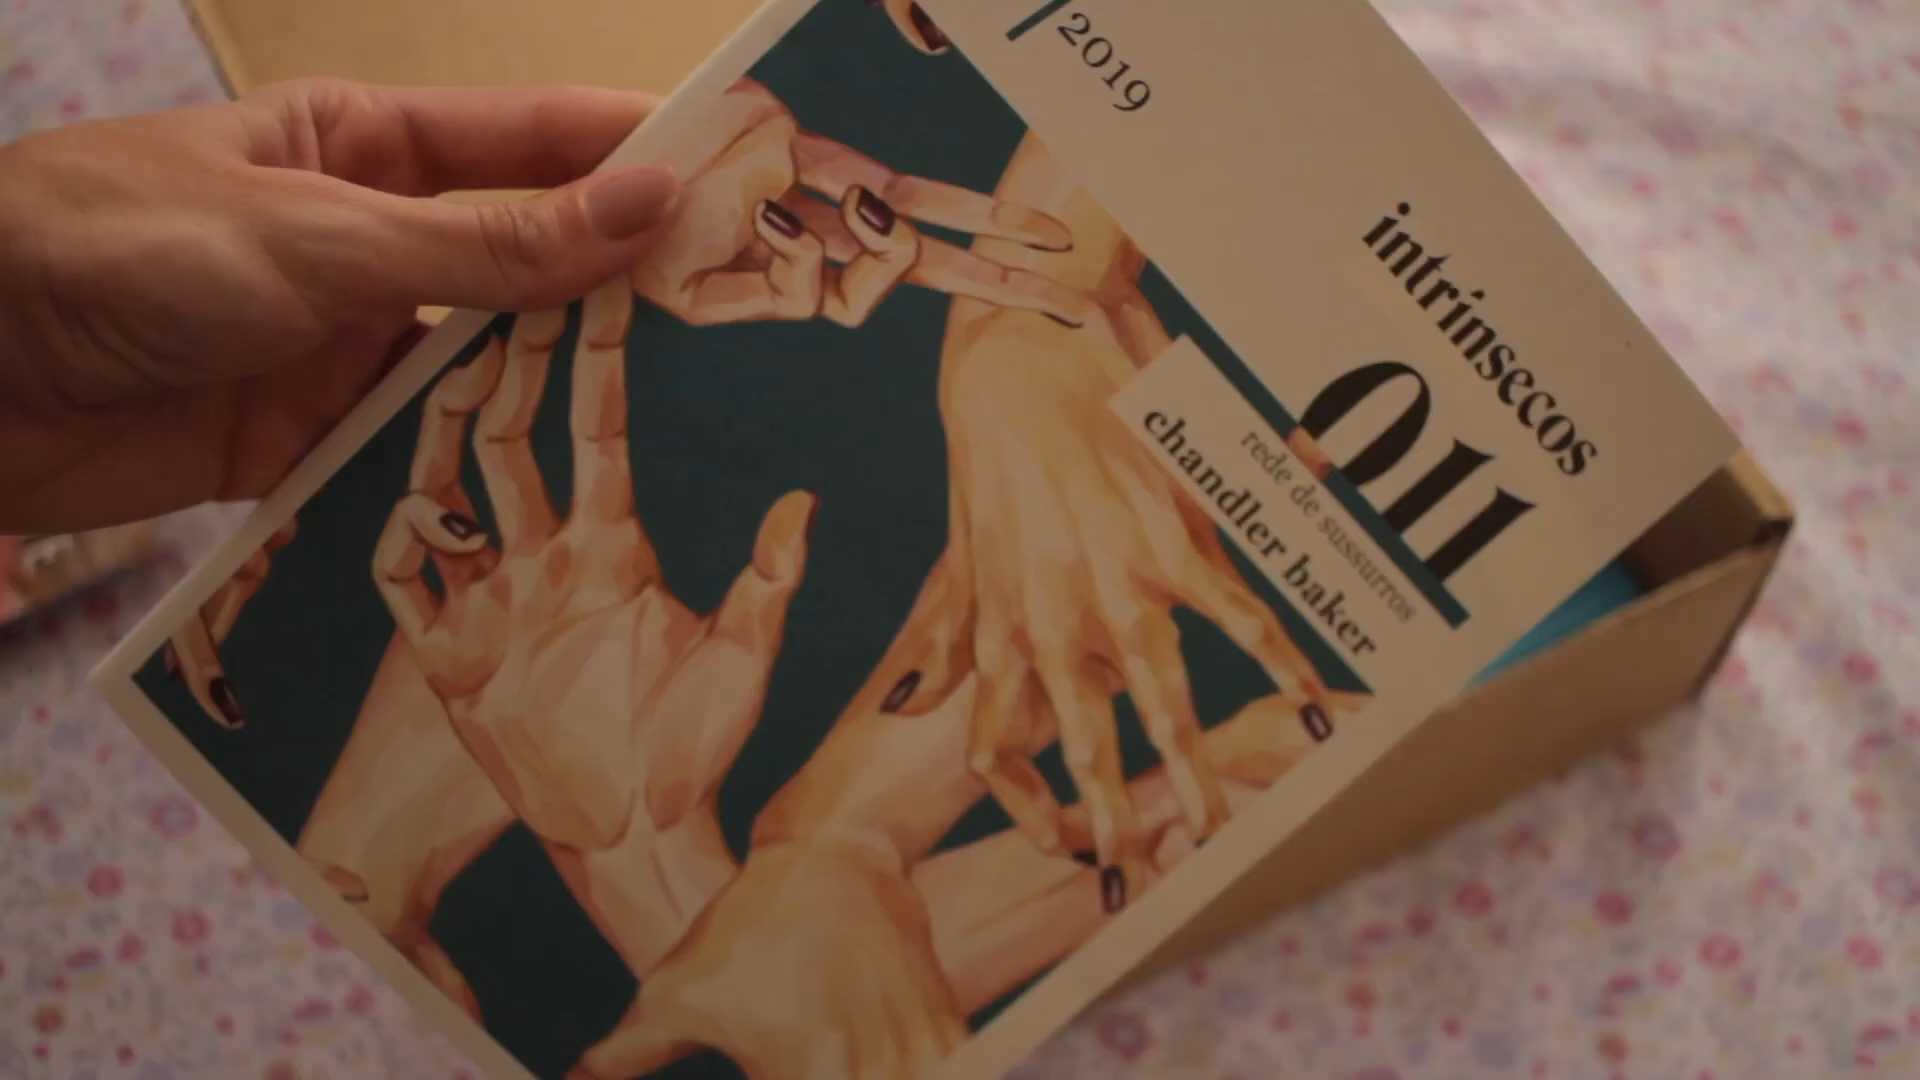 2019
intrínsecos
011
rede de sussurros
chandler baker